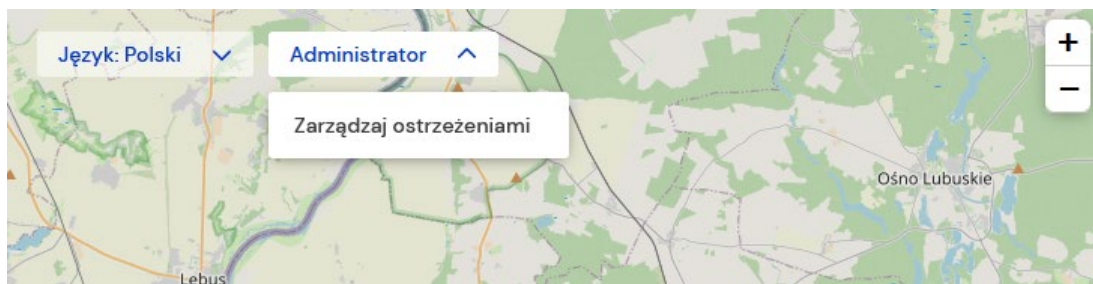 Język: Polski
Administrator
+
−
Zarządzaj ostrzeżeniami
Ośno Lubuskie
Lebus